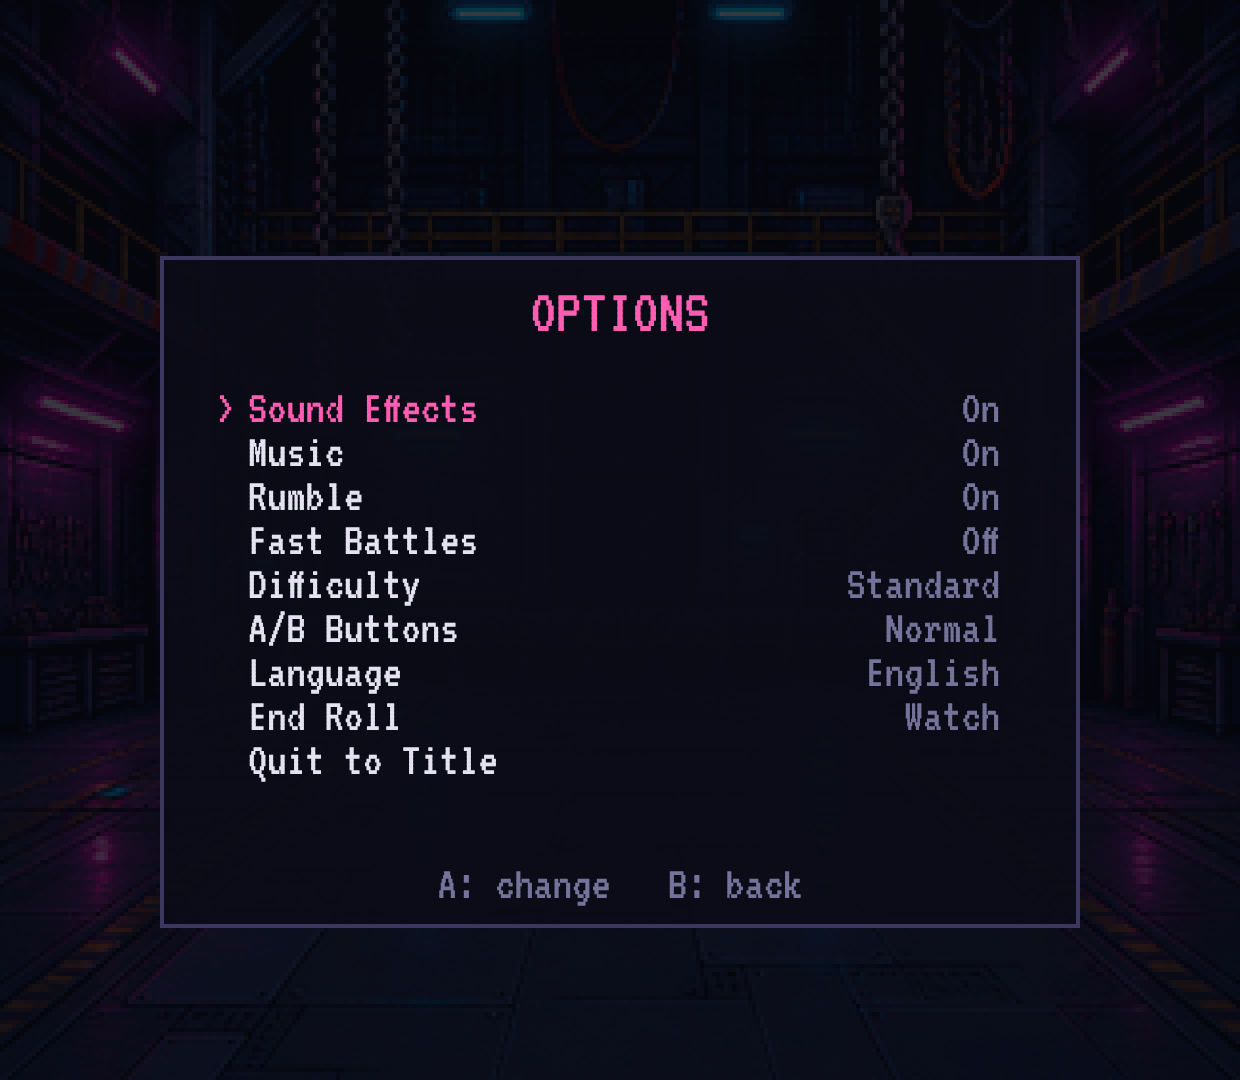 OPTIONS
> Sound Effects On
Music On
Rumble On
Fast Battles Off
Difficulty Standard
A/B Buttons Normal
Language English
End Roll Watch
Quit to Title
A: change B: back